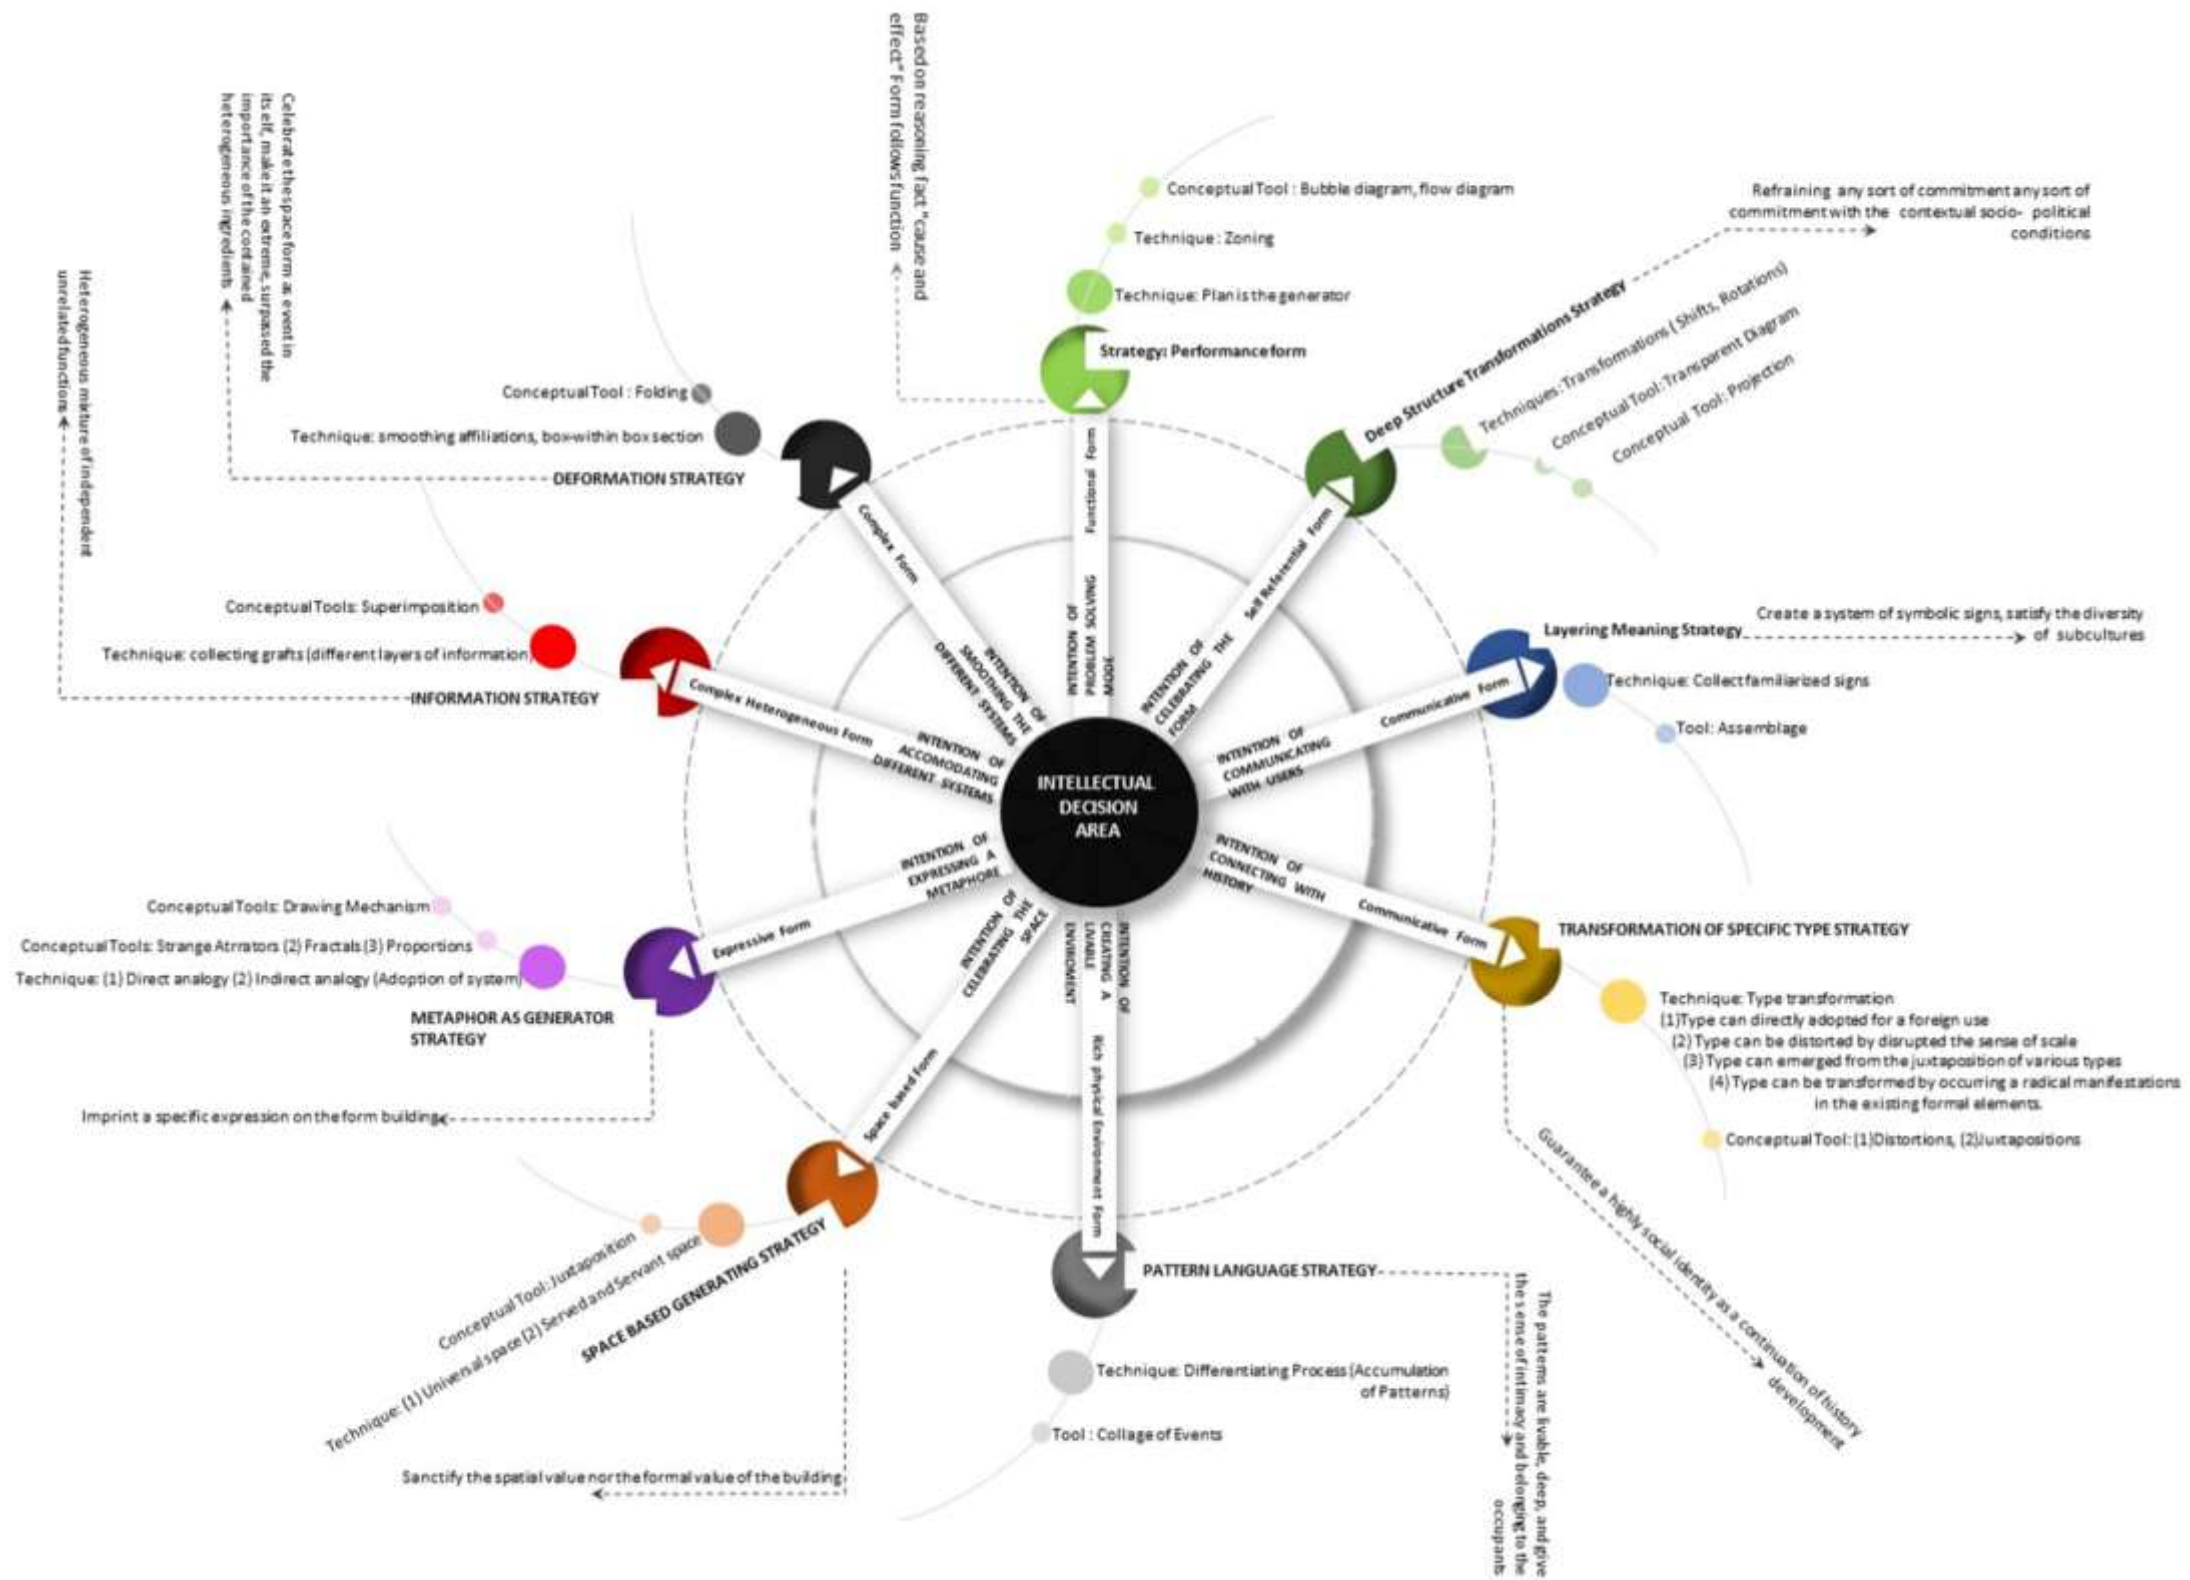 INTELLECTUAL
DECISION
AREA
Based on reasoning fact "cause and
effect" Form follows function
Conceptual Tool : Bubble diagram, flow diagram
Technique : Zoning
Technique: Plan is the generator
Strategy: Performance form
Functional Form
INTENTION OF
PROBLEM SOLVING
MODE
Refraining any sort of commitment any sort of
commitment with the contextual socio- political
conditions
Deep Structure Transformations Strategy
Techniques: Transformations ( Shifts, Rotations)
Conceptual Tool: Transparent Diagram
Conceptual Tool: Projection
Self Referential Form
INTENTION OF
CELEBRATING THE
FORM
Layering Meaning Strategy
Create a system of symbolic signs, satisfy the diversity
of subcultures
Technique: Collect familiarized signs
Tool: Assemblage
Communicative Form
INTENTION OF
COMMUNICATING
WITH USERS
TRANSFORMATION OF SPECIFIC TYPE STRATEGY
Technique: Type transformation
(1)Type can directly adopted for a foreign use
(2) Type can be distorted by disrupted the sense of scale
(3) Type can emerged from the juxtaposition of various types
(4) Type can be transformed by occurring a radical manifestations
in the existing formal elements.
Conceptual Tool: (1)Distortions, (2)Juxtapositions
Guarantee a highly social identity as a continuation of history
development
INTENTION OF
CONNECTING WITH
HISTORY
Communicative Form
PATTERN LANGUAGE STRATEGY
The patterns are livable, deep, and give
the sense of intimacy and belonging to the
occupants
Technique: Differentiating Process (Accumulation
of Patterns)
Tool : Collage of Events
INTENTION OF
CREATING A
LIVABLE
ENVIROMENT
Rich physical Environment Form
SPACE BASED GENERATING STRATEGY
Conceptual Tool: Juxtaposition
Technique: (1) Universal space (2) Served and Servant space
Sanctify the spatial value nor the formal value of the building
INTENTION OF
CELEBRATING THE
SPACE
Space based Form
Conceptual Tools: Drawing Mechanism
Conceptual Tools: Strange Atrrators (2) Fractals (3) Proportions
Technique: (1) Direct analogy (2) Indirect analogy (Adoption of system)
METAPHOR AS GENERATOR
STRATEGY
Imprint a specific expression on the form building
INTENTION OF
EXPRESSING A
METAPHORE
Expressive Form
Heterogeneous mixture of independent
unrelated functions
Conceptual Tools: Superimposition
Technique: collecting grafts (different layers of information)
INFORMATION STRATEGY
Complex Heterogeneous Form
INTENTION OF
ACCOMODATING
DIFFERENT SYSTEMS
Celebrate the space form as event in
its self, make it an extreme, surpassed the
importance of the contained
heterogeneous ingredients
Conceptual Tool : Folding
Technique: smoothing affiliations, box-within box section
DEFORMATION STRATEGY
Complex Form
INTENTION OF
SMOOTHING THE
DIFFERENT SYSTEMS